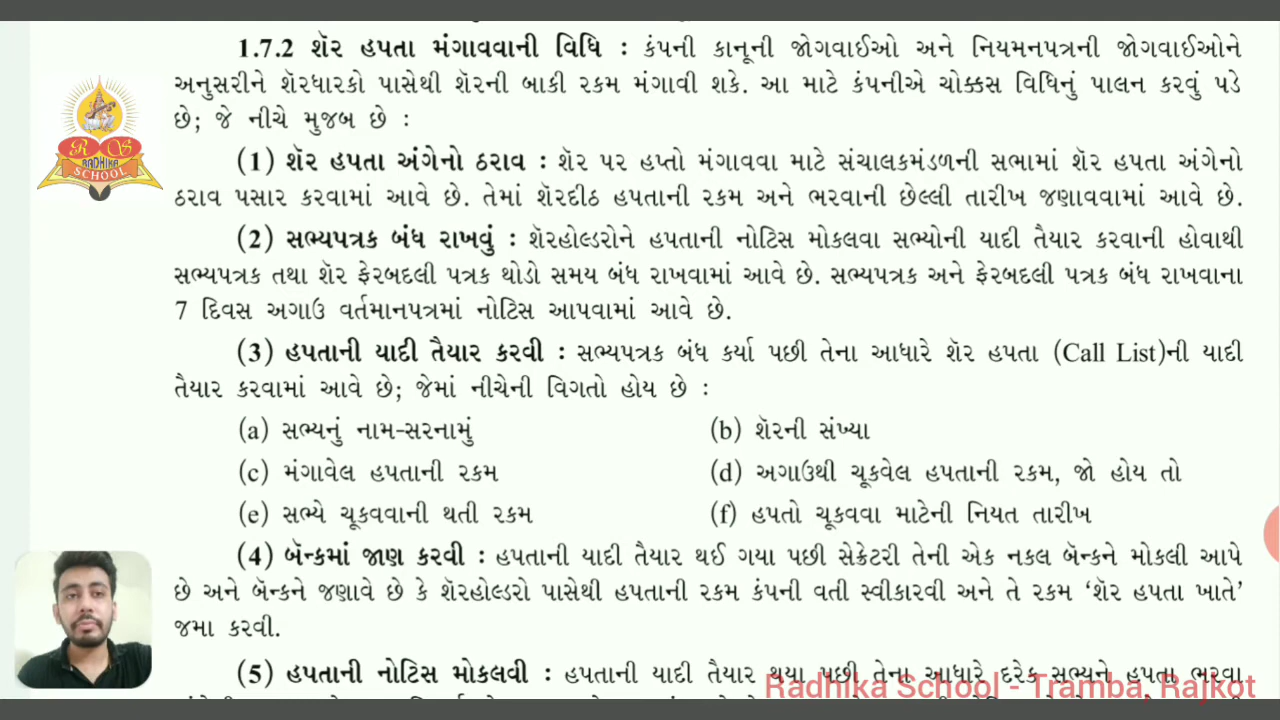 1.7.2 શૅર હપતા મંગાવવાની વિધિ : કંપની કાનૂની જોગવાઈઓ અને નિયમનપત્રની જોગવાઈઓને
અનુસરીને શૅરધારકો પાસેથી શૅરની બાકી રકમ મંગાવી શકે. આ માટે કંપનીએ ચોક્કસ વિધિનું પાલન કરવું પડે
છે; જે નીચે મુજબ છે :
(1) શૅર હપતા અંગેનો ઠરાવ : શૅર પર હપ્તો મંગાવવા માટે સંચાલકમંડળની સભામાં શૅર હપતા અંગેનો
ઠરાવ પસાર કરવામાં આવે છે. તેમાં શૅરદીઠ હપતાની રકમ અને ભરવાની છેલ્લી તારીખ જણાવવામાં આવે છે.
(2) સભ્યપત્રક બંધ રાખવું : શૅરહોલ્ડરોને હપતાની નોટિસ મોકલવા સભ્યોની યાદી તૈયાર કરવાની હોવાથી
સભ્યપત્રક તથા શૅર ફેરબદલી પત્રક થોડો સમય બંધ રાખવામાં આવે છે. સભ્યપત્રક અને ફેરબદલી પત્રક બંધ રાખવાના
7 દિવસ અગાઉ વર્તમાનપત્રમાં નોટિસ આપવામાં આવે છે.
(3) હપતાની યાદી તૈયાર કરવી : સભ્યપત્રક બંધ કર્યા પછી તેના આધારે શૅર હપતા (Call List)ની યાદી
તૈયાર કરવામાં આવે છે; જેમાં નીચેની વિગતો હોય છે :
(a) સભ્યનું નામ-સરનામું (b) શૅરની સંખ્યા
(c) મંગાવેલ હપતાની રકમ (d) અગાઉથી ચૂકવેલ હપતાની રકમ, જો હોય તો
(e) સભ્યે ચૂકવવાની થતી રકમ (f) હપતો ચૂકવવા માટેની નિયત તારીખ
(4) બૅન્કમાં જાણ કરવી : હપતાની યાદી તૈયાર થઈ ગયા પછી સેક્રેટરી તેની એક નકલ બૅન્કને મોકલી આપે
છે અને બૅન્કને જણાવે છે કે શૅરહોલ્ડરો પાસેથી હપતાની રકમ કંપની વતી સ્વીકારવી અને તે રકમ ‘શૅર હપતા ખાતે’
જમા કરવી.
(5) હપતાની નોટિસ મોકલવી : હપતાની યાદી તૈયાર થયા પછી તેના આધારે દરેક સભ્યને હપતા ભરવા
R S
RADHIKA
SCHOOL
Radhika School - Tramba, Rajkot